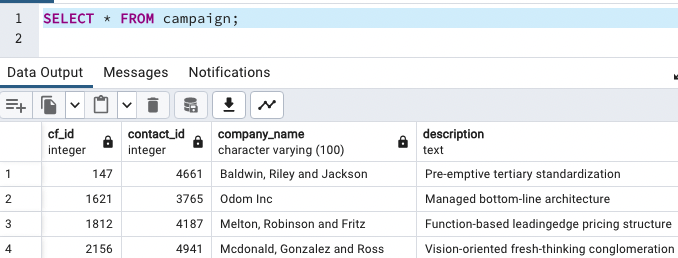 1 SELECT * FROM campaign;
2
Data Output Messages Notifications
cf_id contact_id company_name description
integer integer character varying (100) text
1 147 4661 Baldwin, Riley and Jackson Pre-emptive tertiary standardization
2 1621 3765 Odom Inc Managed bottom-line architecture
3 1812 4187 Melton, Robinson and Fritz Function-based leadingedge pricing structure
4 2156 4941 Mcdonald, Gonzalez and Ross Vision-oriented fresh-thinking conglomeration